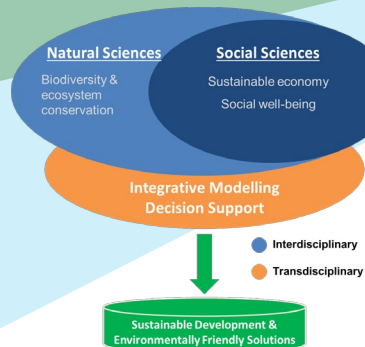 Natural Sciences
Biodiversity &
ecosystem
conservation
Social Sciences
Sustainable economy
Social well-being
Integrative Modelling
Decision Support
Interdisciplinary
Transdisciplinary
Sustainable Development &
Environmentally Friendly Solutions